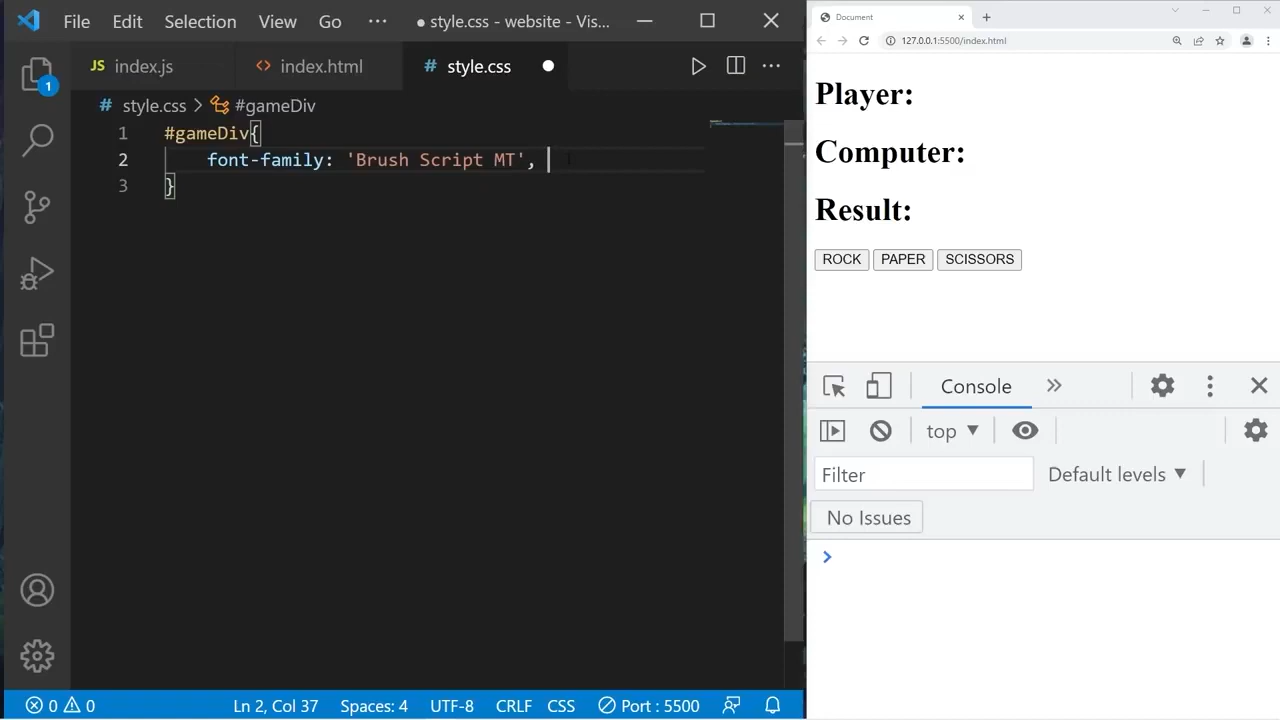 File Edit Selection View Go ··· ● style.css - website - Vis...
JS index.js <> index.html # style.css ●
1
# style.css > #gameDiv
1 #gameDiv{
2 font-family: 'Brush Script MT',
3 }
0 0 Ln 2, Col 37 Spaces: 4 UTF-8 CRLF CSS Port : 5500
Document
127.0.0.1:5500/index.html
Player:
Computer:
Result:
ROCK PAPER SCISSORS
Console
top
Filter Default levels
No Issues